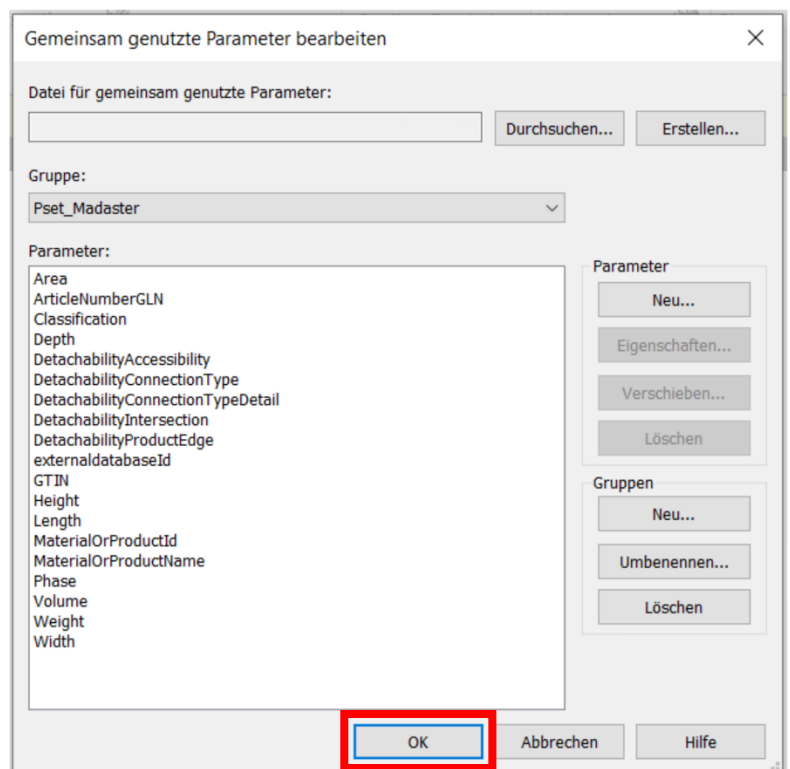 Gemeinsam genutzte Parameter bearbeiten
Datei für gemeinsam genutzte Parameter:
Durchsuchen...
Erstellen...
Gruppe:
Pset_Madaster
Parameter:
Area
ArticleNumberGLN
Classification
Depth
DetachabilityAccessibility
DetachabilityConnectionType
DetachabilityConnectionTypeDetail
DetachabilityIntersection
DetachabilityProductEdge
externaldatabaseId
GTIN
Height
Length
MaterialOrProductId
MaterialOrProductName
Phase
Volume
Weight
Width
Parameter
Neu...
Eigenschaften...
Verschieben...
Löschen
Gruppen
Neu...
Umbenennen...
Löschen
OK
Abbrechen
Hilfe